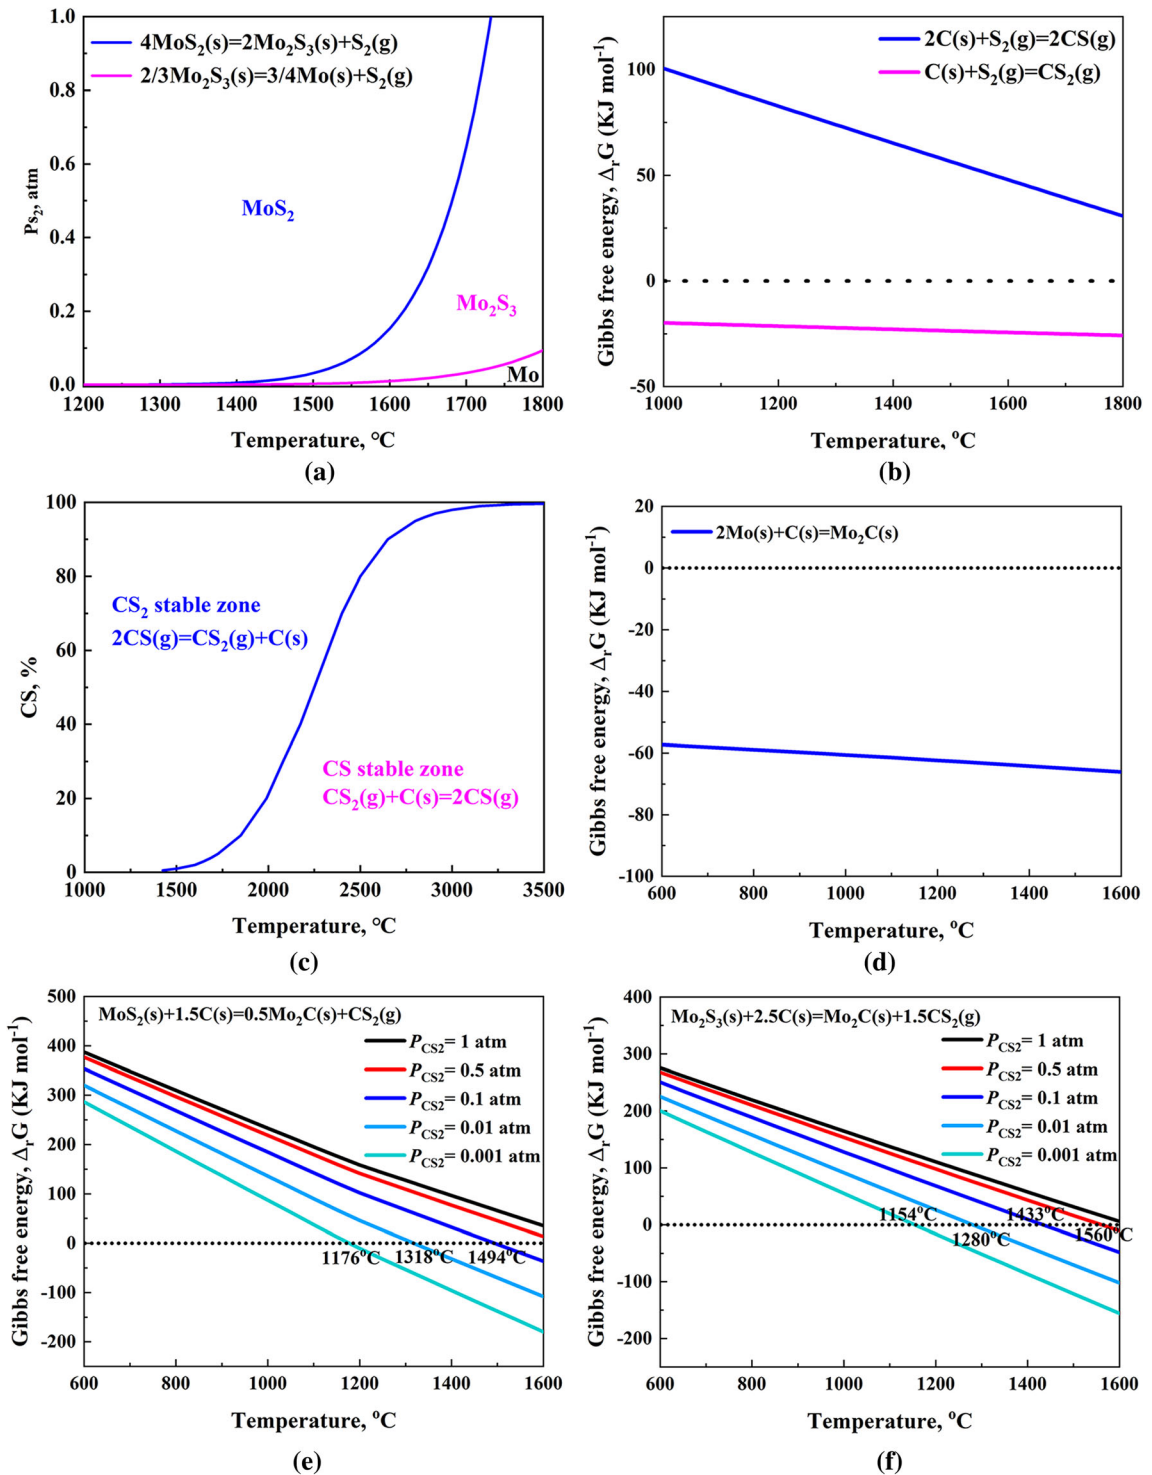 1.0
0.8
0.6
0.4
0.2
0.0
Ps₂, atm
4MoS₂(s)=2Mo₂S₃(s)+S₂(g)
2/3Mo₂S₃(s)=3/4Mo(s)+S₂(g)
MoS₂
Mo₂S₃
Mo
1200 1300 1400 1500 1600 1700 1800
Temperature, °C
(a)
100
50
0
-50
Gibbs free energy, ΔᵣG (KJ mol⁻¹)
2C(s)+S₂(g)=2CS(g)
C(s)+S₂(g)=CS₂(g)
1000 1200 1400 1600 1800
Temperature, °C
(b)
100
80
60
40
20
0
CS, %
CS₂ stable zone
2CS(g)=CS₂(g)+C(s)
CS stable zone
CS₂(g)+C(s)=2CS(g)
1000 1500 2000 2500 3000 3500
Temperature, °C
(c)
20
0
-20
-40
-60
-80
-100
Gibbs free energy, ΔᵣG (KJ mol⁻¹)
2Mo(s)+C(s)=Mo₂C(s)
600 800 1000 1200 1400 1600
Temperature, °C
(d)
500
400
300
200
100
0
-100
-200
Gibbs free energy, ΔᵣG (KJ mol⁻¹)
MoS₂(s)+1.5C(s)=0.5Mo₂C(s)+CS₂(g)
P_CS2= 1 atm
P_CS2= 0.5 atm
P_CS2= 0.1 atm
P_CS2= 0.01 atm
P_CS2= 0.001 atm
1176°C 1318°C 1494°C
600 800 1000 1200 1400 1600
Temperature, °C
(e)
400
300
200
100
0
-100
-200
Gibbs free energy, ΔᵣG (KJ mol⁻¹)
Mo₂S₃(s)+2.5C(s)=Mo₂C(s)+1.5CS₂(g)
P_CS2= 1 atm
P_CS2= 0.5 atm
P_CS2= 0.1 atm
P_CS2= 0.01 atm
P_CS2= 0.001 atm
1154°C 1433°C
1280°C 1560°C
600 800 1000 1200 1400 1600
Temperature, °C
(f)